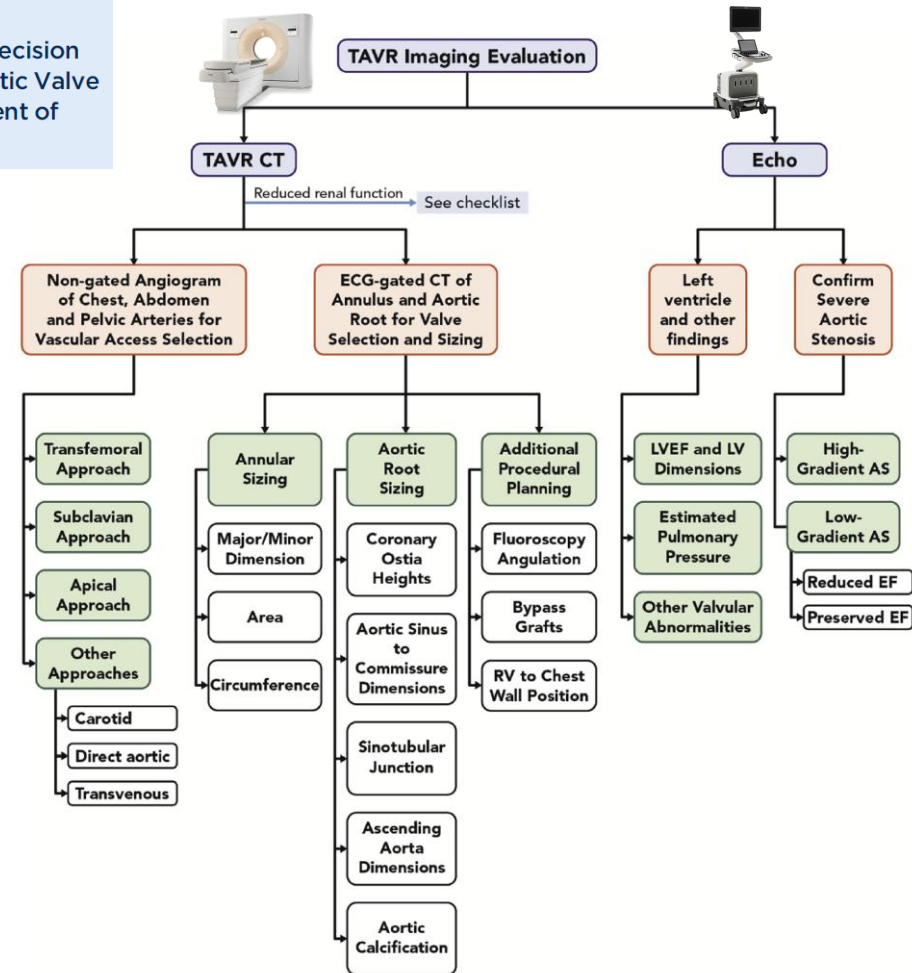 ecision
tic Valve
ent of
TAVR Imaging Evaluation
TAVR CT
Echo
Reduced renal function
See checklist
Non-gated Angiogram
of Chest, Abdomen
and Pelvic Arteries for
Vascular Access Selection
ECG-gated CT of
Annulus and Aortic
Root for Valve
Selection and Sizing
Left
ventricle
and other
findings
Confirm
Severe
Aortic
Stenosis
Transfemoral
Approach
Subclavian
Approach
Apical
Approach
Other
Approaches
Carotid
Direct aortic
Transvenous
Annular
Sizing
Major/Minor
Dimension
Area
Circumference
Aortic
Root
Sizing
Coronary
Ostia
Heights
Aortic Sinus
to
Commissure
Dimensions
Sinotubular
Junction
Ascending
Aorta
Dimensions
Aortic
Calcification
Additional
Procedural
Planning
Fluoroscopy
Angulation
Bypass
Grafts
RV to Chest
Wall Position
LVEF and LV
Dimensions
Estimated
Pulmonary
Pressure
Other Valvular
Abnormalities
High-
Gradient AS
Low-
Gradient AS
Reduced EF
Preserved EF